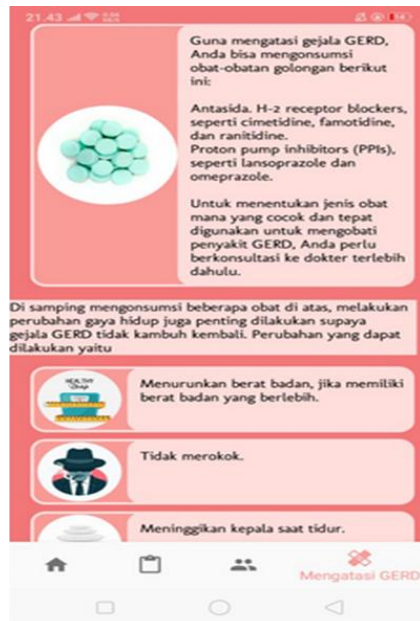 21.43
Guna mengatasi gejala GERD,
Anda bisa mengonsumsi
obat-obatan golongan berikut
ini:
Antasida. H-2 receptor blockers,
seperti cimetidine, famotidine,
dan ranitidine.
Proton pump inhibitors (PPIs),
seperti lansoprazole dan
omeprazole.
Untuk menentukan jenis obat
mana yang cocok dan tepat
digunakan untuk mengobati
penyakit GERD, Anda perlu
berkonsultasi ke dokter terlebih
dahulu.
Di samping mengonsumsi beberapa obat di atas, melakukan
perubahan gaya hidup juga penting dilakukan supaya
gejala GERD tidak kambuh kembali. Perubahan yang dapat
dilakukan yaitu
HEALTHY
Menurunkan berat badan, jika memiliki
berat badan yang berlebih.
Tidak merokok.
Meninggikan kepala saat tidur.
Mengatasi GERD